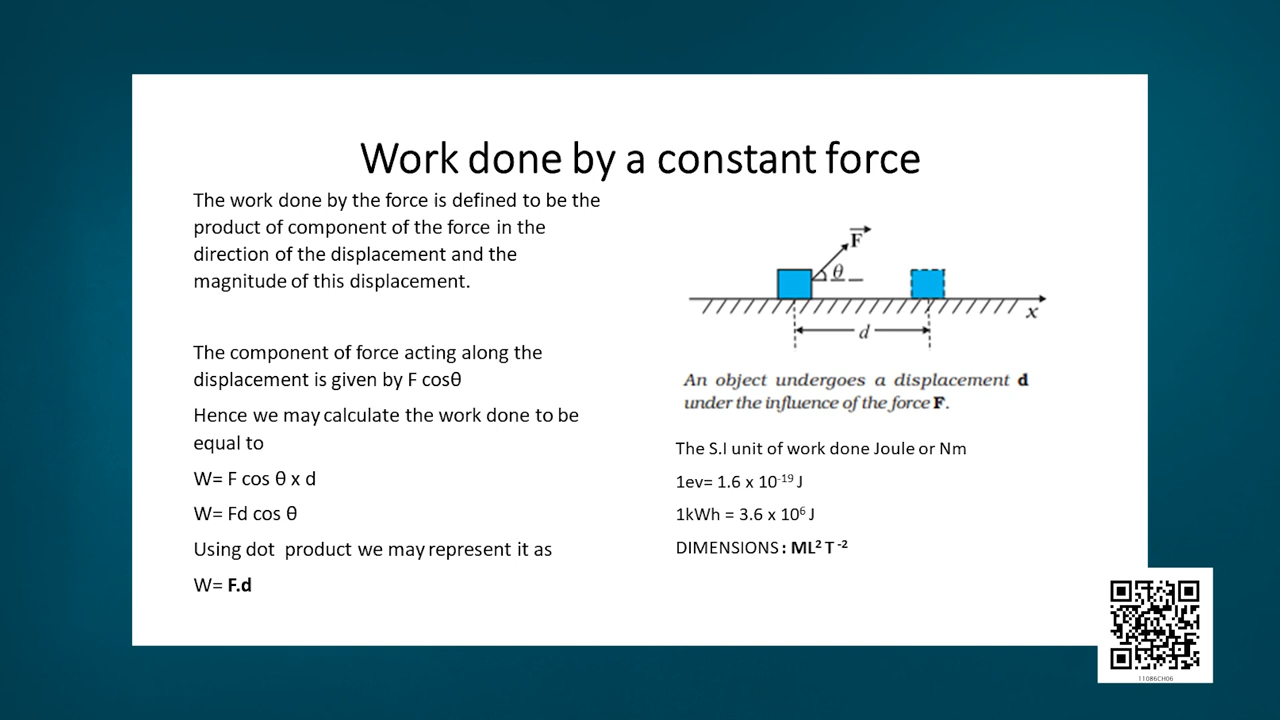 Work done by a constant force
The work done by the force is defined to be the
product of component of the force in the
direction of the displacement and the
magnitude of this displacement.
The component of force acting along the
displacement is given by F cosθ
Hence we may calculate the work done to be
equal to
W= F cos θ x d
W= Fd cos θ
Using dot product we may represent it as
W= F.d
F
θ
x
d
An object undergoes a displacement d
under the influence of the force F.
The S.I unit of work done Joule or Nm
1ev= 1.6 x 10⁻¹⁹ J
1kWh = 3.6 x 10⁶ J
DIMENSIONS : ML² T⁻²
11086CH06